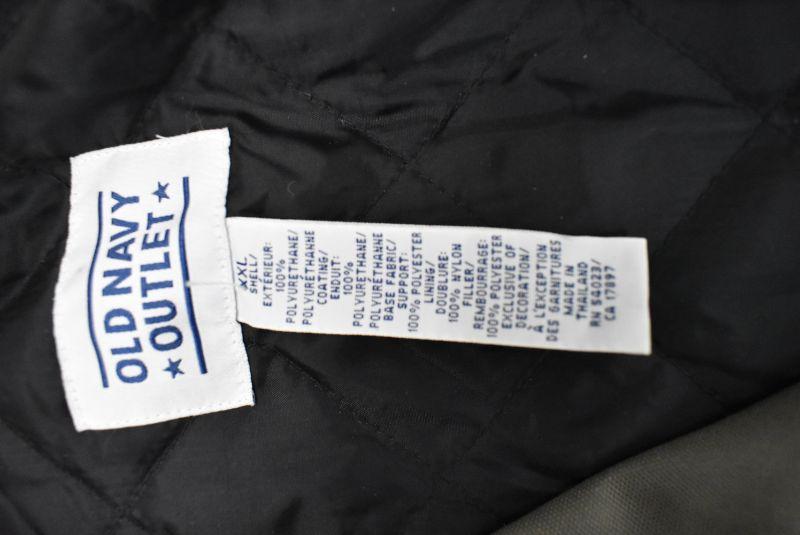 OLD NAVY
OUTLET
XXL
SHELL/
EXTÉRIEUR:
100%
POLYURETHANE/
POLYURÉTHANNE
COATING/
ENDUIT:
100%
POLYURETHANE/
POLYURÉTHANNE
BASE FABRIC/
SUPPORT:
100% POLYESTER
LINING/
DOUBLURE:
100% NYLON
FILLER/
REMBOURRAGE:
100% POLYESTER
EXCLUSIVE OF
DECORATION/
À L'EXCEPTION
DES GARNITURES
MADE IN
THAILAND
RN 54023/
CA 17897